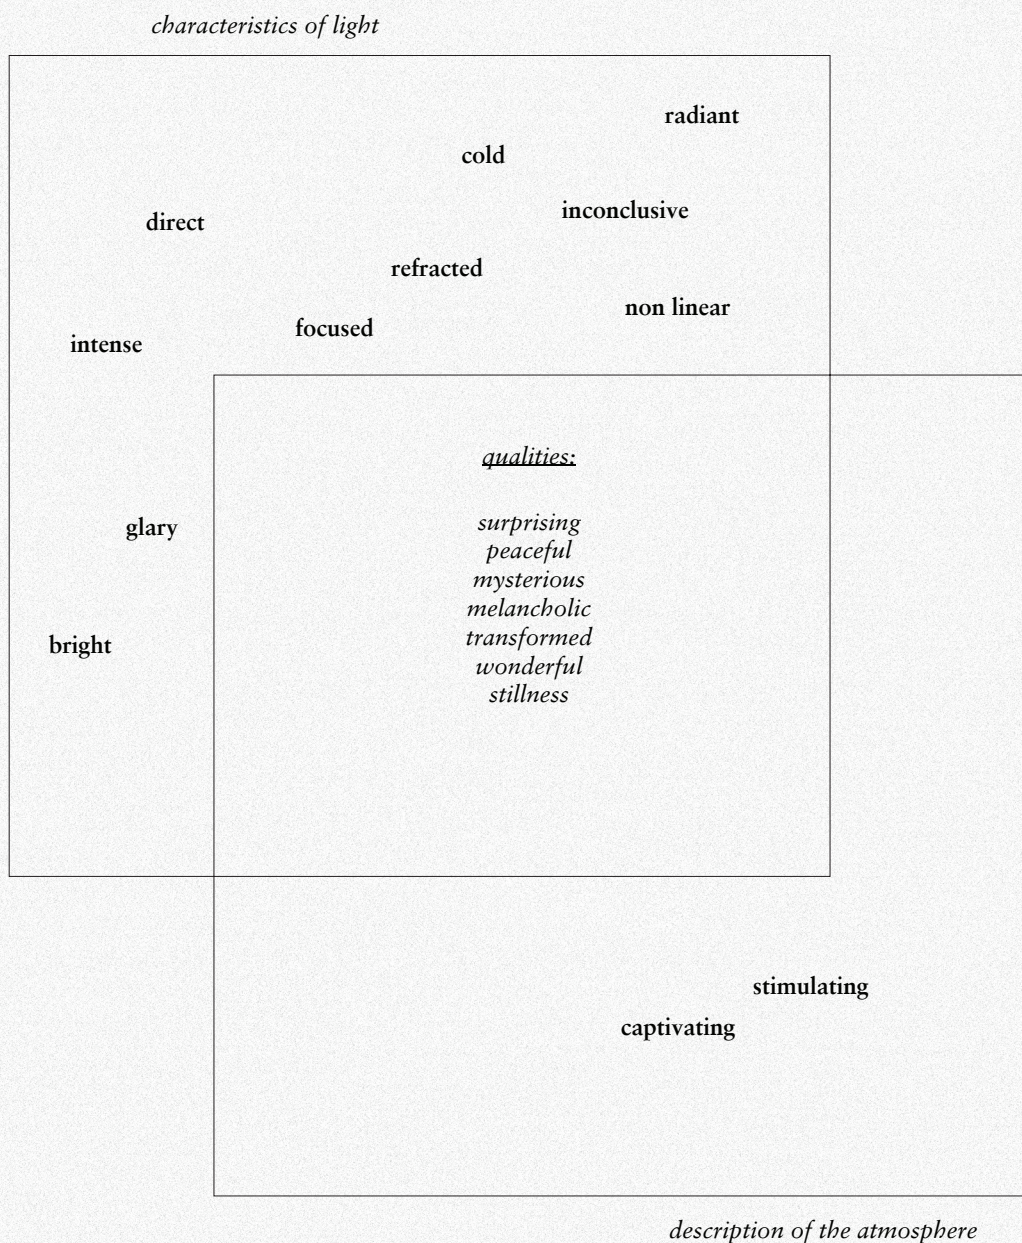 characteristics of light
radiant
cold
inconclusive
direct
refracted
non linear
focused
intense
qualities:
surprising
glary
peaceful
mysterious
melancholic
transformed
bright
wonderful
stillness
stimulating
captivating
description of the atmosphere